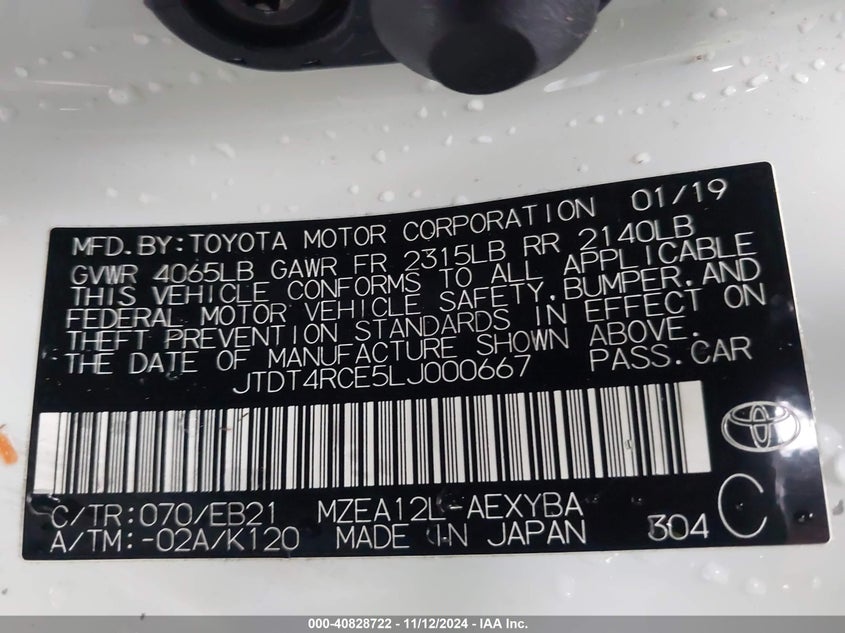 MFD. BY: TOYOTA MOTOR CORPORATION 01/19
GVWR 4065LB GAWR FR 2315LB RR 2140LB
THIS VEHICLE CONFORMS TO ALL APPLICABLE
FEDERAL MOTOR VEHICLE SAFETY, BUMPER, AND
THEFT PREVENTION STANDARDS IN EFFECT ON
THE DATE OF MANUFACTURE SHOWN ABOVE.
JTDT4RCE5LJ000667 PASS. CAR
C/TR: 070/EB21 MZEA12L-AEXYBA
A/TM: -02A/K120 MADE IN JAPAN 304 C
000-40828722 - 11/12/2024 - IAA Inc.